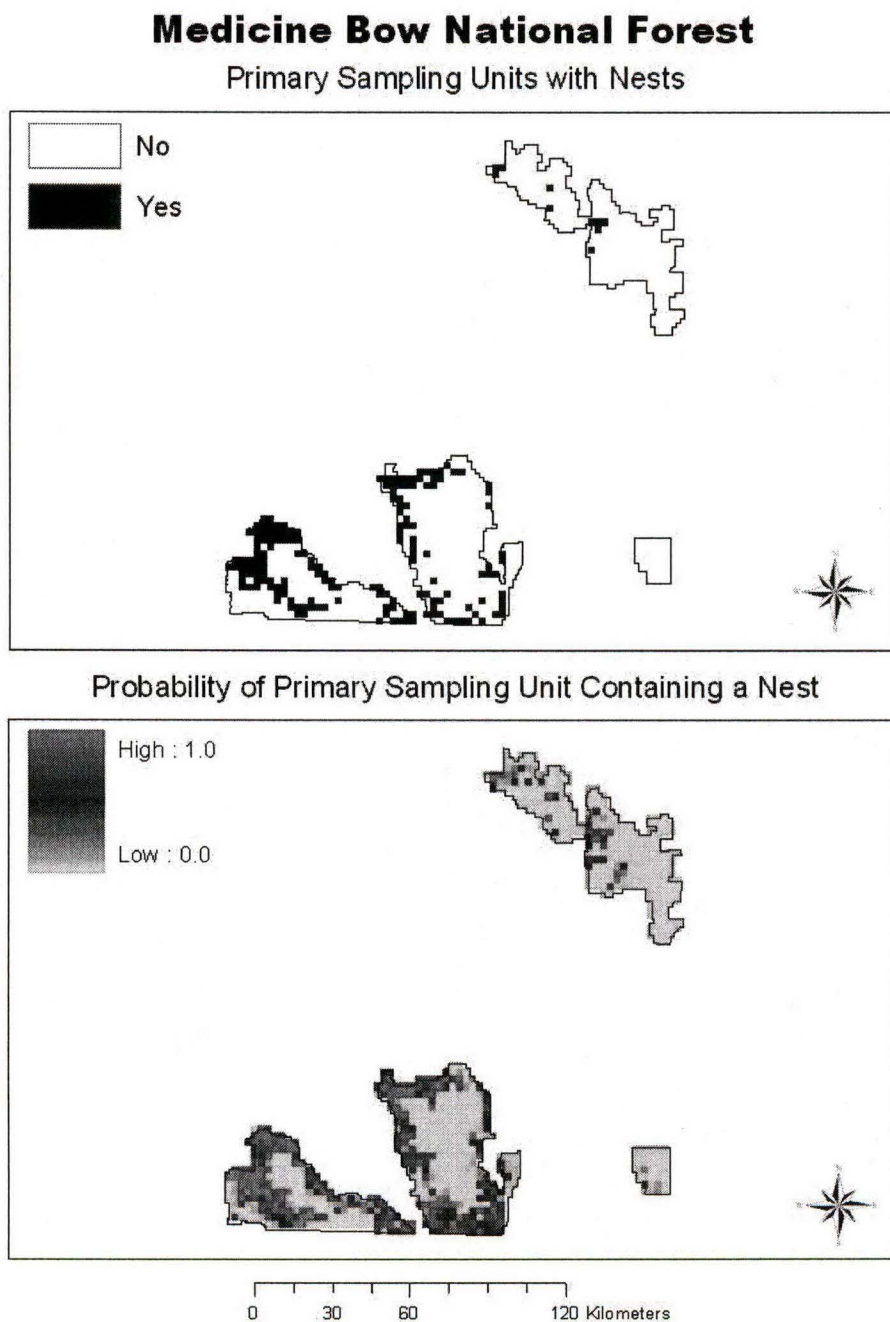 Medicine Bow National Forest
Primary Sampling Units with Nests
No
Yes
Probability of Primary Sampling Unit Containing a Nest
High : 1.0
Low : 0.0
0 30 60 120 Kilometers